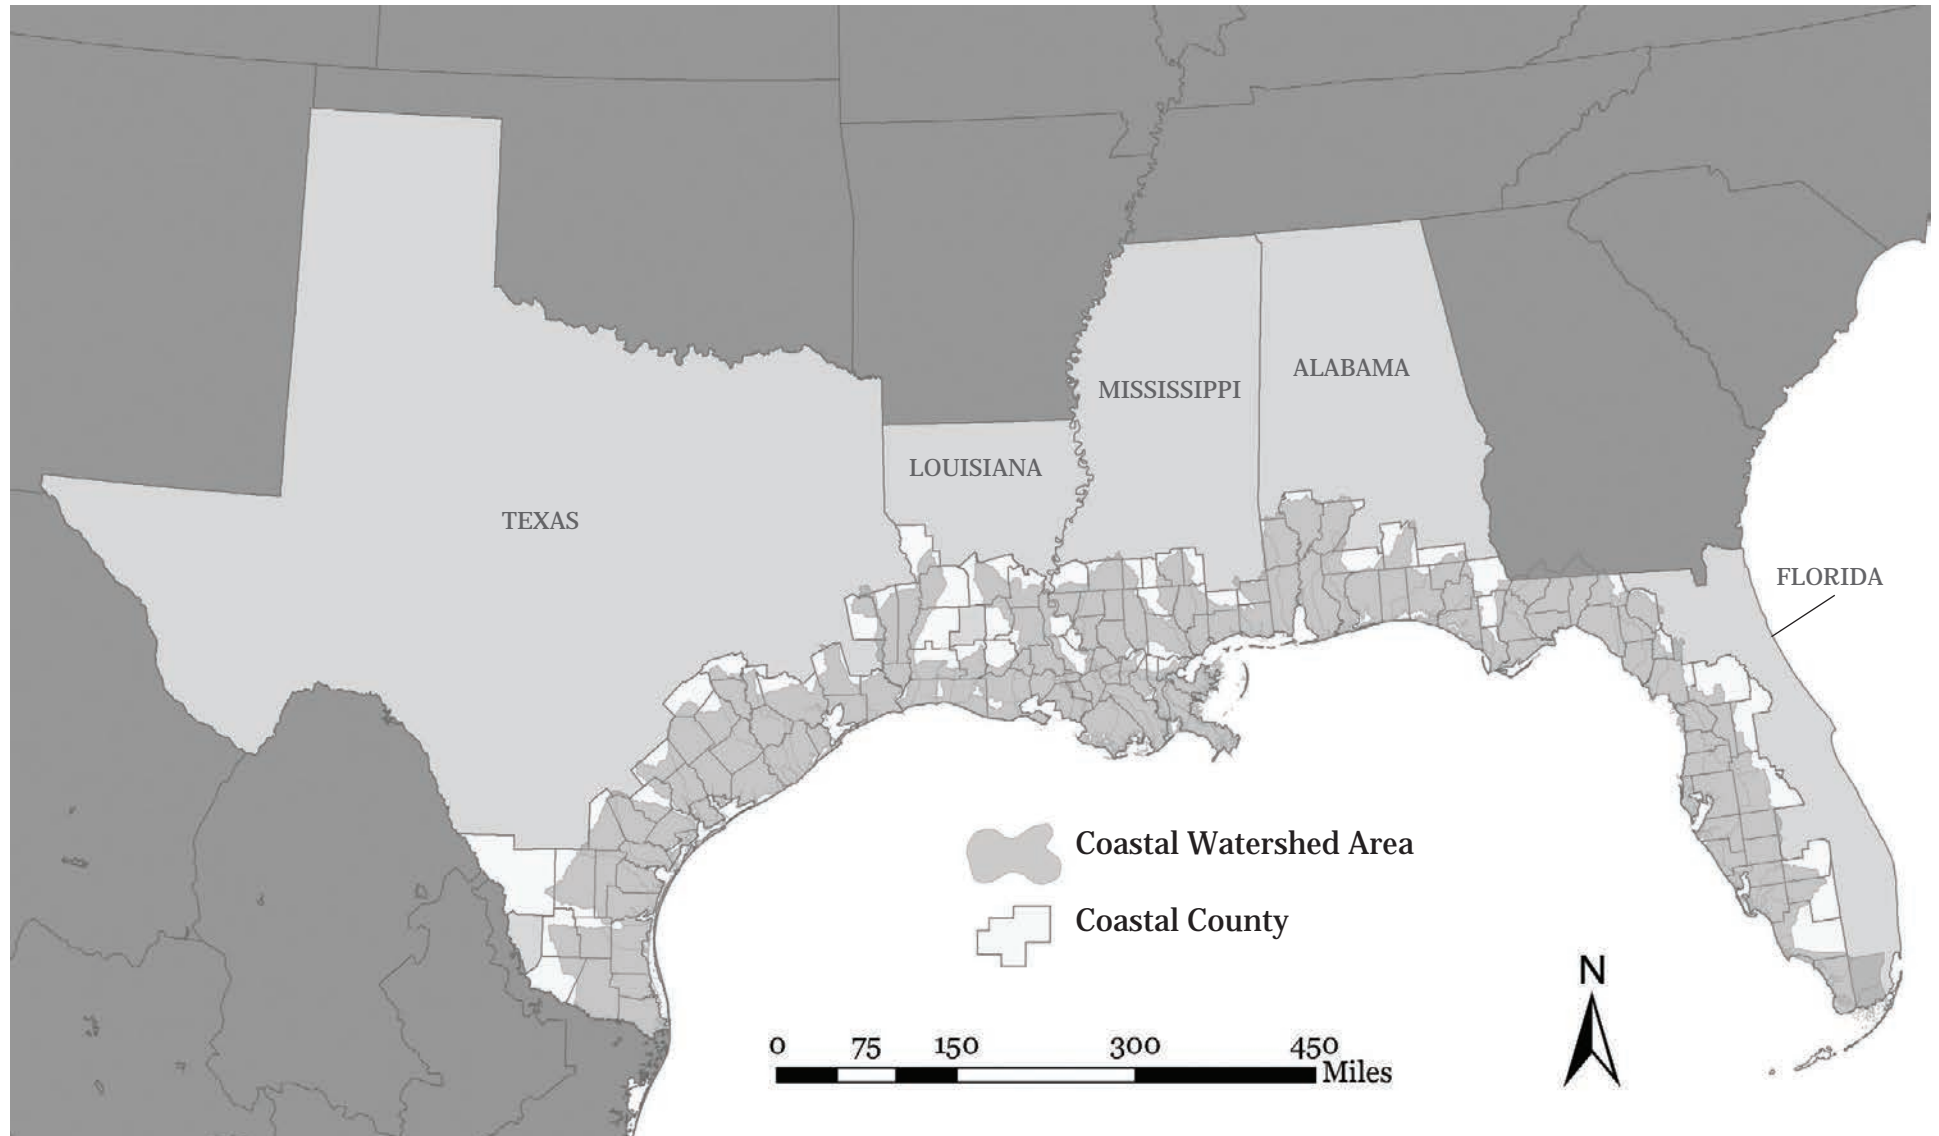 ALABAMA
MISSISSIPPI
LOUISIANA
TEXAS
FLORIDA
Coastal Watershed Area
Coastal County
N
0 75 150 300 450
Miles